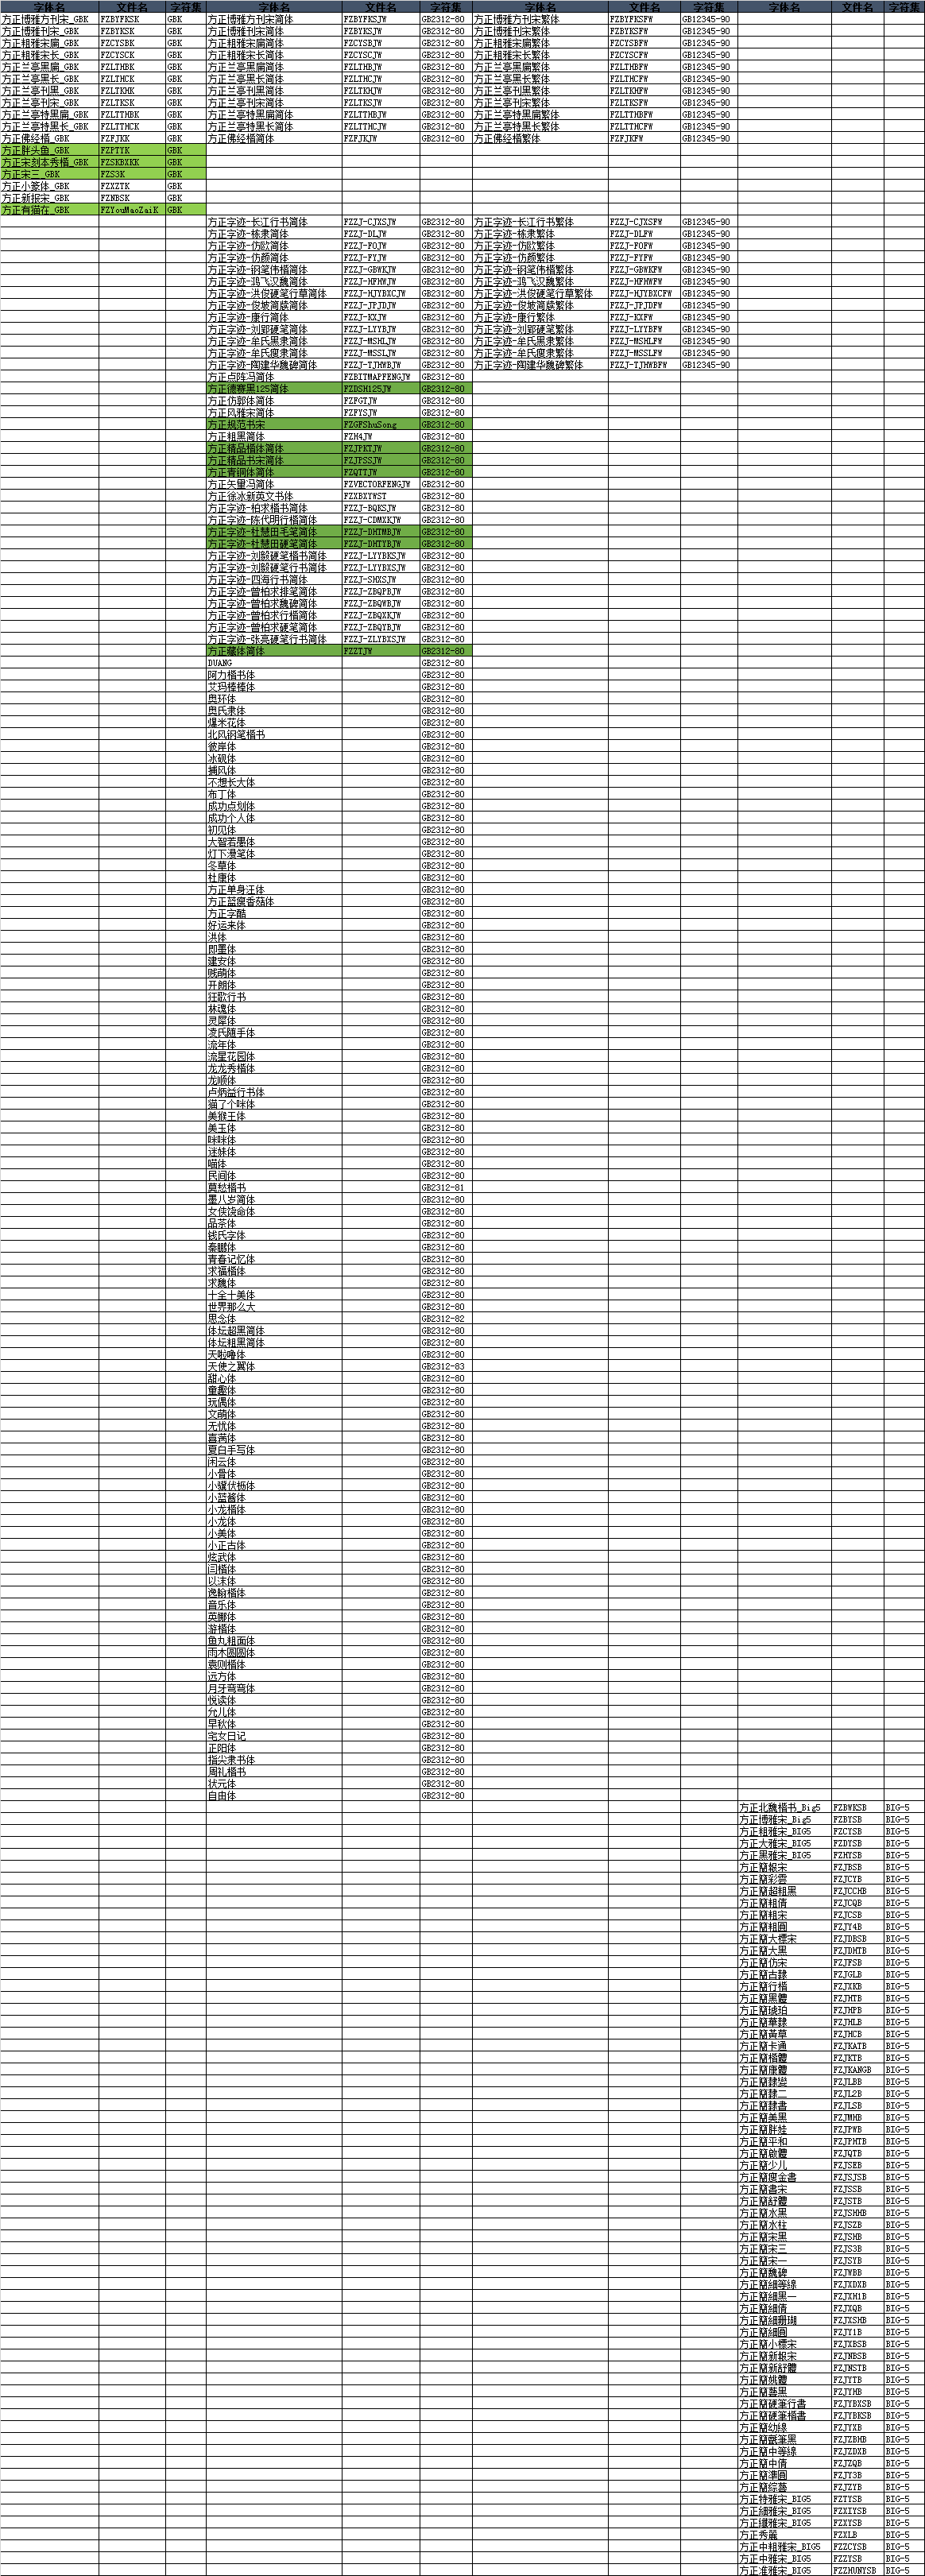 字体名 文件名 字符集 字体名 文件名 字符集 字体名 文件名 字符集 字体名 文件名 字符集
方正博雅方刊宋_GBK FZBYFKSK GBK 方正博雅方刊宋简体 FZBYFKSJW GB2312-80 方正博雅方刊宋繁体 FZBYFKSFW GB12345-90
方正博雅刊宋_GBK FZBYKSK GBK 方正博雅刊宋简体 FZBYKSJW GB2312-80 方正博雅刊宋繁体 FZBYKSFW GB12345-90
方正粗雅宋扁_GBK FZCYSBK GBK 方正粗雅宋扁简体 FZCYSBJW GB2312-80 方正粗雅宋扁繁体 FZCYSBFW GB12345-90
方正粗雅宋长_GBK FZCYSCK GBK 方正粗雅宋长简体 FZCYSCJW GB2312-80 方正粗雅宋长繁体 FZCYSCFW GB12345-90
方正兰亭黑扁_GBK FZLTHBK GBK 方正兰亭黑扁简体 FZLTHBJW GB2312-80 方正兰亭黑扁繁体 FZLTHBFW GB12345-90
方正兰亭黑长_GBK FZLTHCK GBK 方正兰亭黑长简体 FZLTHCJW GB2312-80 方正兰亭黑长繁体 FZLTHCFW GB12345-90
方正兰亭刊黑_GBK FZLTKHK GBK 方正兰亭刊黑简体 FZLTKHJW GB2312-80 方正兰亭刊黑繁体 FZLTKHFW GB12345-90
方正兰亭刊宋_GBK FZLTKSK GBK 方正兰亭刊宋简体 FZLTKSJW GB2312-80 方正兰亭刊宋繁体 FZLTKSFW GB12345-90
方正兰亭特黑扁_GBK FZLTTHBK GBK 方正兰亭特黑扁简体 FZLTTHBJW GB2312-80 方正兰亭特黑扁繁体 FZLTTHBFW GB12345-90
方正兰亭特黑长_GBK FZLTTHCK GBK 方正兰亭特黑长简体 FZLTTHCJW GB2312-80 方正兰亭特黑长繁体 FZLTTHCFW GB12345-90
方正佛经楷_GBK FZFJKK GBK 方正佛经楷简体 FZFJKJW GB2312-80 方正佛经楷繁体 FZFJKFW GB12345-90
方正胖头鱼_GBK FZPTYK GBK
方正宋刻本秀楷_GBK FZSKBXKK GBK
方正宋三_GBK FZS3K GBK
方正小篆体_GBK FZXZTK GBK
方正新报宋_GBK FZNBSK GBK
方正有猫在_GBK FZYouMaoZaiK GBK
方正字迹-长江行书简体 FZZJ-CJXSJW GB2312-80 方正字迹-长江行书繁体 FZZJ-CJXSFW GB12345-90
方正字迹-栋隶简体 FZZJ-DLJW GB2312-80 方正字迹-栋隶繁体 FZZJ-DLFW GB12345-90
方正字迹-仿欧简体 FZZJ-FOJW GB2312-80 方正字迹-仿欧繁体 FZZJ-FOFW GB12345-90
方正字迹-仿颜简体 FZZJ-FYJW GB2312-80 方正字迹-仿颜繁体 FZZJ-FYFW GB12345-90
方正字迹-钢笔伟楷简体 FZZJ-GBWKJW GB2312-80 方正字迹-钢笔伟楷繁体 FZZJ-GBWKFW GB12345-90
方正字迹-鸿飞汉魏简体 FZZJ-HFHWJW GB2312-80 方正字迹-鸿飞汉魏繁体 FZZJ-HFHWFW GB12345-90
方正字迹-洪俊硬笔行草简体 FZZJ-HJYBXCJW GB2312-80 方正字迹-洪俊硬笔行草繁体 FZZJ-HJYBXCFW GB12345-90
方正字迹-俊坡简牍简体 FZZJ-JPJDJW GB2312-80 方正字迹-俊坡简牍繁体 FZZJ-JPJDFW GB12345-90
方正字迹-康行简体 FZZJ-KXJW GB2312-80 方正字迹-康行繁体 FZZJ-KXFW GB12345-90
方正字迹-刘郢硬笔简体 FZZJ-LYYBJW GB2312-80 方正字迹-刘郢硬笔繁体 FZZJ-LYYBFW GB12345-90
方正字迹-牟氏黑隶简体 FZZJ-MSHLJW GB2312-80 方正字迹-牟氏黑隶繁体 FZZJ-MSHLFW GB12345-90
方正字迹-牟氏瘦隶简体 FZZJ-MSSLJW GB2312-80 方正字迹-牟氏瘦隶繁体 FZZJ-MSSLFW GB12345-90
方正字迹-陶建华魏碑简体 FZZJ-TJHWBJW GB2312-80 方正字迹-陶建华魏碑繁体 FZZJ-TJHWBFW GB12345-90
方正点阵冯简体 FZBITMAPFENGJW GB2312-80
方正德赛黑125简体 FZDSH125JW GB2312-80
方正仿郭体简体 FZFGTJW GB2312-80
方正风雅宋简体 FZFYSJW GB2312-80
方正规范书宋 FZGFShuSong GB2312-80
方正粗黑简体 FZH4JW GB2312-80
方正精品楷体简体 FZJPKTJW GB2312-80
方正精品书宋简体 FZJPSSJW GB2312-80
方正青铜体简体 FZQTTJW GB2312-80
方正矢量冯简体 FZVECTORFENGJW GB2312-80
方正徐冰新英文书体 FZXBXYWST GB2312-80
方正字迹-柏求楷书简体 FZZJ-BQKSJW GB2312-80
方正字迹-陈代明行楷简体 FZZJ-CDMXKJW GB2312-80
方正字迹-杜慧田毛笔简体 FZZJ-DHTMBJW GB2312-80
方正字迹-杜慧田硬笔简体 FZZJ-DHTYBJW GB2312-80
方正字迹-刘毅硬笔楷书简体 FZZJ-LYYBKSJW GB2312-80
方正字迹-刘毅硬笔行书简体 FZZJ-LYYBXSJW GB2312-80
方正字迹-四海行书简体 FZZJ-SHXSJW GB2312-80
方正字迹-曾柏求排笔简体 FZZJ-ZBQPBJW GB2312-80
方正字迹-曾柏求魏碑简体 FZZJ-ZBQWBJW GB2312-80
方正字迹-曾柏求行楷简体 FZZJ-ZBQXKJW GB2312-80
方正字迹-曾柏求硬笔简体 FZZJ-ZBQYBJW GB2312-80
方正字迹-张亮硬笔行书简体 FZZJ-ZLYBXSJW GB2312-80
方正藏体简体 FZZTJW GB2312-80
DUANG GB2312-80
阿力楷书体 GB2312-80
艾玛棒棒体 GB2312-80
奥环体 GB2312-80
奥氏隶体 GB2312-80
爆米花体 GB2312-80
北风钢笔楷书 GB2312-80
彼岸体 GB2312-80
冰砚体 GB2312-80
捕风体 GB2312-80
不想长大体 GB2312-80
布丁体 GB2312-80
成功点划体 GB2312-80
成功个人体 GB2312-80
初见体 GB2312-80
大智若愚体 GB2312-80
灯下漫笔体 GB2312-80
冬草体 GB2312-80
杜康体 GB2312-80
方正单身汪体 GB2312-80
方正蓝瘦香菇体 GB2312-80
方正字酷 GB2312-80
好运来体 GB2312-80
洪体 GB2312-80
即墨体 GB2312-80
建安体 GB2312-80
贱萌体 GB2312-80
开朗体 GB2312-80
狂歌行书 GB2312-80
林魂体 GB2312-80
灵犀体 GB2312-80
凌氏随手体 GB2312-80
流年体 GB2312-80
流星花园体 GB2312-80
龙龙秀楷体 GB2312-80
龙顺体 GB2312-80
卢炳益行书体 GB2312-80
猫了个咪体 GB2312-80
美猴王体 GB2312-80
美玉体 GB2312-80
咪咪体 GB2312-80
迷妹体 GB2312-80
喵体 GB2312-80
民间体 GB2312-80
莫愁楷书 GB2312-81
墨八岁简体 GB2312-80
女侠饶命体 GB2312-80
品茶体 GB2312-80
钱氏字体 GB2312-80
秦鹏体 GB2312-80
青春记忆体 GB2312-80
求福楷体 GB2312-80
求魏体 GB2312-80
十全十美体 GB2312-80
世界那么大 GB2312-80
思念体 GB2312-82
体坛超黑简体 GB2312-80
体坛粗黑简体 GB2312-80
天啦噜体 GB2312-80
天使之翼体 GB2312-83
甜心体 GB2312-80
童趣体 GB2312-80
玩偶体 GB2312-80
文萌体 GB2312-80
无忧体 GB2312-80
喜满体 GB2312-80
夏白手写体 GB2312-80
闲云体 GB2312-80
小骨体 GB2312-80
小骥伏枥体 GB2312-80
小蓝酱体 GB2312-80
小龙楷体 GB2312-80
小龙体 GB2312-80
小美体 GB2312-80
小正古体 GB2312-80
炫武体 GB2312-80
闫楷体 GB2312-80
以沫体 GB2312-80
逸翰楷体 GB2312-80
音乐体 GB2312-80
英娜体 GB2312-80
游楷体 GB2312-80
鱼丸粗面体 GB2312-80
雨木圆圆体 GB2312-80
袁则楷体 GB2312-80
远方体 GB2312-80
月牙弯弯体 GB2312-80
悦读体 GB2312-80
允儿体 GB2312-80
早秋体 GB2312-80
宅女日记 GB2312-80
正阳体 GB2312-80
指尖隶书体 GB2312-80
周礼楷书 GB2312-80
状元体 GB2312-80
自由体 GB2312-80
方正北魏楷书_Big5 FZBWKSB BIG-5
方正博雅宋_Big5 FZBYSB BIG-5
方正粗雅宋_BIG5 FZCYSB BIG-5
方正大雅宋_BIG5 FZDYSB BIG-5
方正黑雅宋_BIG5 FZHYSB BIG-5
方正簡報宋 FZJBSB BIG-5
方正簡彩雲 FZJCYB BIG-5
方正簡超粗黑 FZJCCHB BIG-5
方正簡粗倩 FZJCQB BIG-5
方正簡粗宋 FZJCSB BIG-5
方正簡粗圓 FZJY4B BIG-5
方正簡大標宋 FZJDBSB BIG-5
方正簡大黑 FZJDHTB BIG-5
方正簡仿宋 FZJFSB BIG-5
方正簡古隸 FZJGLB BIG-5
方正簡行楷 FZJXKB BIG-5
方正簡黑體 FZJHTB BIG-5
方正簡琥珀 FZJHPB BIG-5
方正簡華隸 FZJHLB BIG-5
方正簡黃草 FZJHCB BIG-5
方正簡卡通 FZJKATB BIG-5
方正簡楷體 FZJKTB BIG-5
方正簡康體 FZJKANGB BIG-5
方正簡隸變 FZJLBB BIG-5
方正簡隸二 FZJL2B BIG-5
方正簡隸書 FZJLSB BIG-5
方正簡美黑 FZJMHB BIG-5
方正簡胖娃 FZJPWB BIG-5
方正簡平和 FZJPHTB BIG-5
方正簡啟體 FZJQTB BIG-5
方正簡少儿 FZJSEB BIG-5
方正簡瘦金書 FZJSJSB BIG-5
方正簡書宋 FZJSSB BIG-5
方正簡舒體 FZJSTB BIG-5
方正簡水黑 FZJSHHB BIG-5
方正簡水柱 FZJSZB BIG-5
方正簡宋黑 FZJSHB BIG-5
方正簡宋三 FZJS3B BIG-5
方正簡宋一 FZJSYB BIG-5
方正簡魏碑 FZJWBB BIG-5
方正簡細等線 FZJXDXB BIG-5
方正簡細黑一 FZJXH1B BIG-5
方正簡細倩 FZJXQB BIG-5
方正簡細珊瑚 FZJXSHB BIG-5
方正簡細圓 FZJY1B BIG-5
方正簡小標宋 FZJXBSB BIG-5
方正簡新報宋 FZJNBSB BIG-5
方正簡新舒體 FZJNSTB BIG-5
方正簡姚體 FZJYTB BIG-5
方正簡藝黑 FZJYHB BIG-5
方正簡硬筆行書 FZJYBXSB BIG-5
方正簡硬筆楷書 FZJYBKSB BIG-5
方正簡幼線 FZJYXB BIG-5
方正簡氈筆黑 FZJZBHB BIG-5
方正簡中等線 FZJZDXB BIG-5
方正簡中倩 FZJZQB BIG-5
方正簡準圓 FZJY3B BIG-5
方正簡綜藝 FZJZYB BIG-5
方正特雅宋_BIG5 FZTYSB BIG-5
方正細雅宋_BIG5 FZXIYSB BIG-5
方正纖雅宋_BIG5 FZXYSB BIG-5
方正秀麗 FZXLB BIG-5
方正中粗雅宋_BIG5 FZZCYSB BIG-5
方正中雅宋_BIG5 FZZYSB BIG-5
方正准雅宋_BIG5 FZZHUNYSB BIG-5